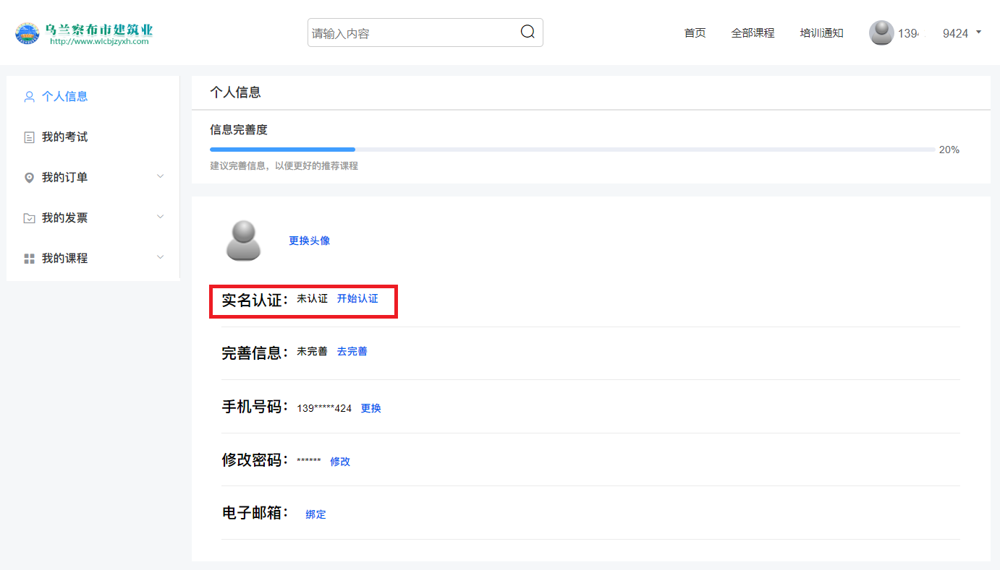 乌兰察布市建筑业
http://www.wlcbjzyxh.com
请输入内容
首页 全部课程 培训通知 139 9424
个人信息
我的考试
我的订单
我的发票
我的课程
个人信息
信息完善度
20%
建议完善信息，以便更好的推荐课程
更换头像
实名认证： 未认证 开始认证
完善信息： 未完善 去完善
手机号码： 139*****424 更换
修改密码： ****** 修改
电子邮箱： 绑定